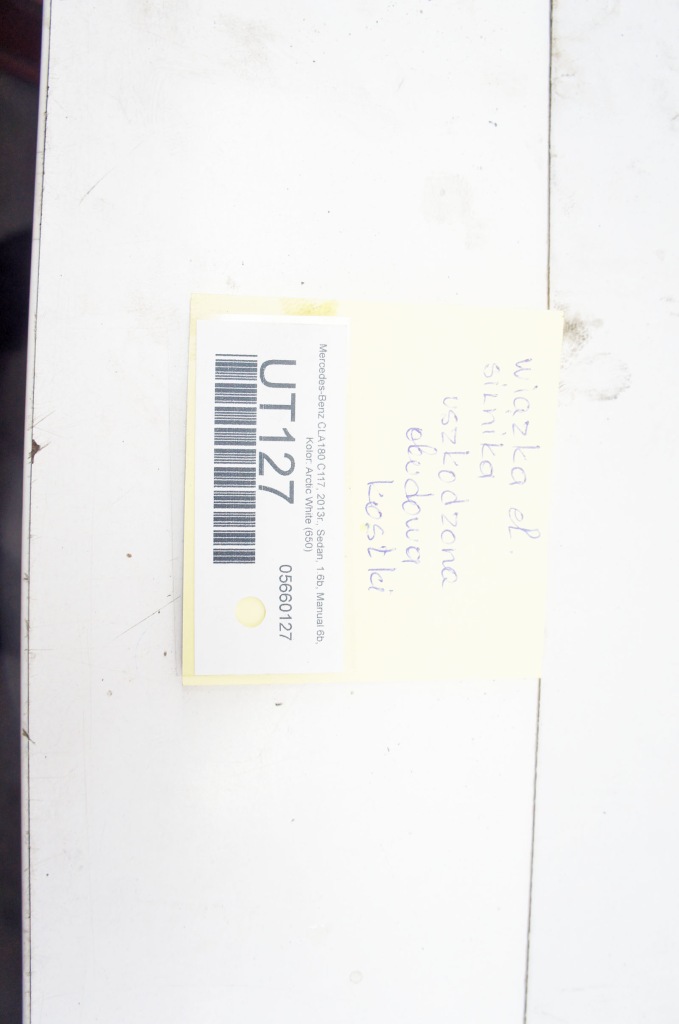 wiązka el.
silnika
uszkodzona
obudowa
kostki
Mercedes-Benz CLA180 C117, 2013r., Sedan, 1.6b, Manual 6b,
Kolor: Arctic White (650)
UT127
05660127